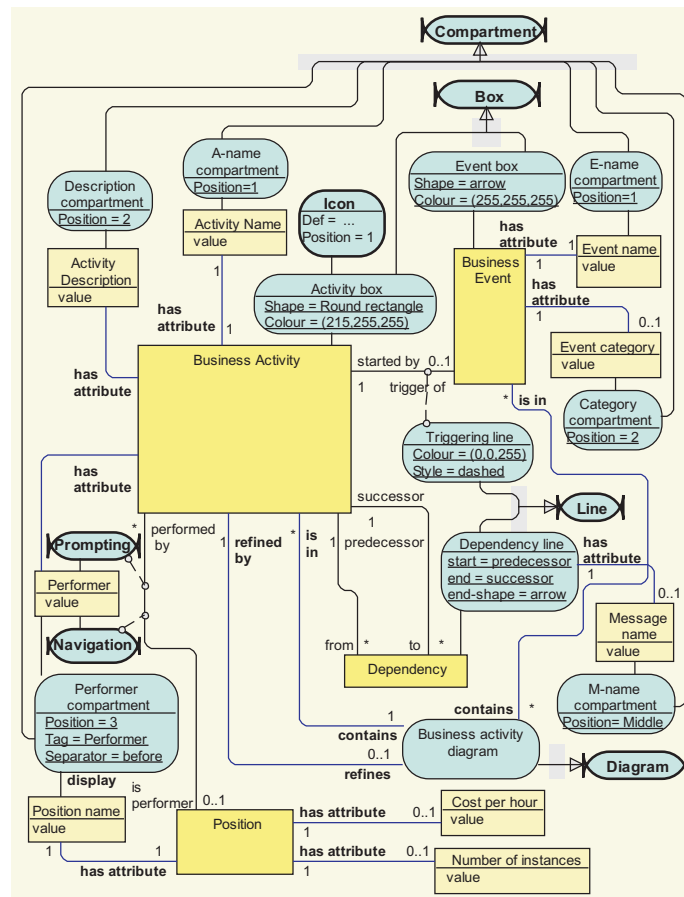 Compartment
Box
A-name
compartment
Position=1
Description
compartment
Position = 2
Icon
Def = ...
Position = 1
Event box
Shape = arrow
Colour = (255,255,255)
E-name
compartment
Position=1
Activity Name
value
1
has
attribute
1
Activity
Description
value
has
attribute
Activity box
Shape = Round rectangle
Colour = (215,255,255)
Business
Event
has
attribute
1
1
Event name
value
has
attribute
1
0..1
Event category
value
Category
compartment
Position = 2
Business Activity
started by
0..1
1
trigger of
* is in
Triggering line
Colour = (0,0,255)
Style = dashed
Line
has
attribute
successor
1
predecessor
Dependency line
start = predecessor
end = successor
end-shape = arrow
has
attribute
1
0..1
Message
name
value
M-name
compartment
Position= Middle
*
performed
by
1
refined
by
*
is
in
1
Prompting
Performer
value
Navigation
from
*
to
*
Dependency
Performer
compartment
Position = 3
Tag = Performer
Separator = before
display
is
performer
0..1
1
contains
0..1
refines
contains
*
Business activity
diagram
Diagram
Position name
value
1
1
has attribute
Position
has attribute
0..1
1
Cost per hour
value
has attribute
0..1
1
Number of instances
value